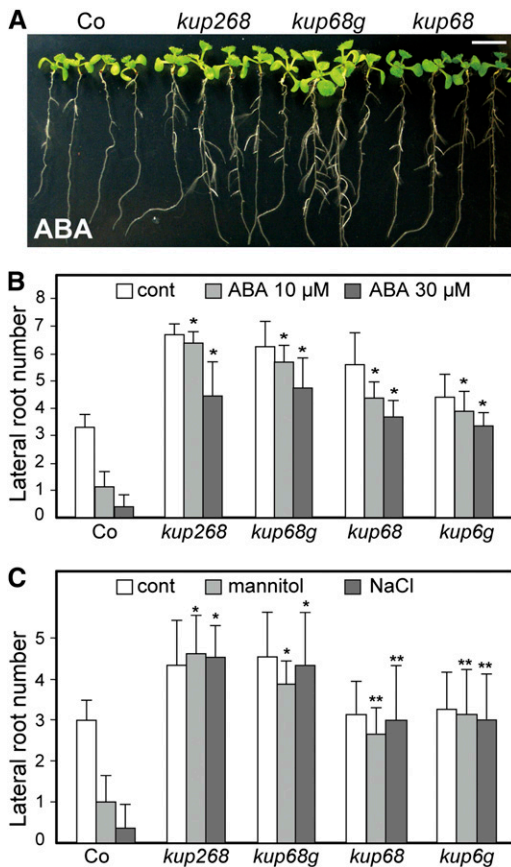 A Co kup268 kup68g kup68
ABA
B
cont ABA 10 µM ABA 30 µM
Lateral root number
8
7
6
5
4
3
2
1
0
* * * * * * * *
Co kup268 kup68g kup68 kup6g
C
cont mannitol NaCl
Lateral root number
5
4
3
2
1
0
* * * * ** ** ** **
Co kup268 kup68g kup68 kup6g